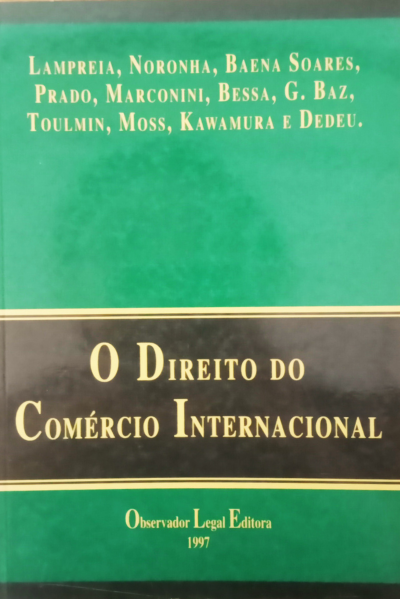 LAMPREIA, NORONHA, BAENA SOARES,
PRADO, MARCONINI, BESSA, G. BAZ,
TOULMIN, MOSS, KAWAMURA E DEDEU.
O DIREITO DO
COMÉRCIO INTERNACIONAL
Observador Legal Editora
1997